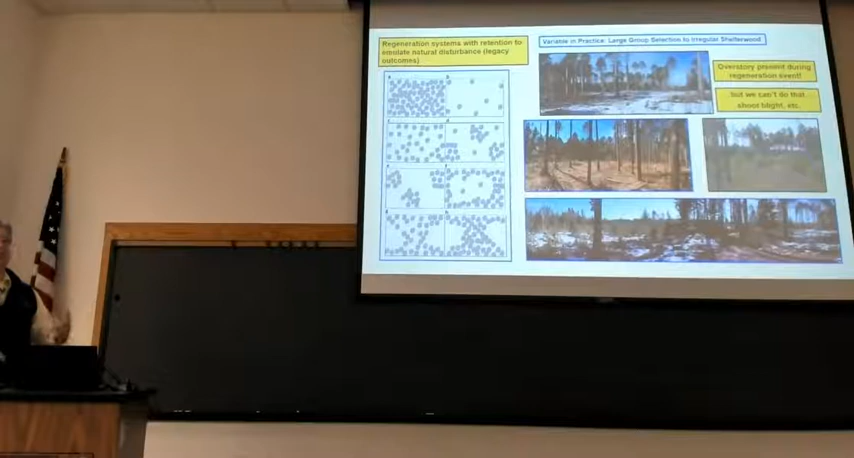 Regeneration systems with retention to
emulate natural disturbance (legacy
outcomes)
Variable in Practice: Large Group Selection to Irregular Shelterwood
Overstory present during
regeneration event!
but we can't do that
shoot blight, etc.